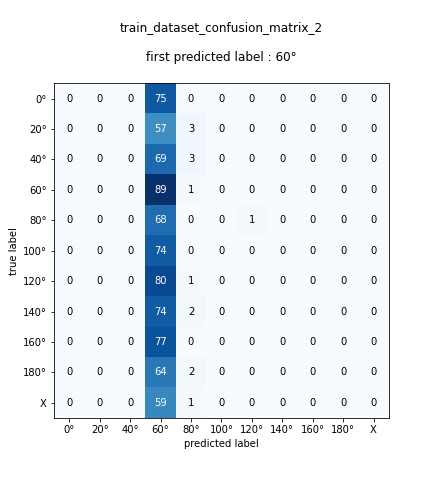 train_dataset_confusion_matrix_2
first predicted label : 60°
0° 0 0 0 75 0 0 0 0 0 0 0
20° 0 0 0 57 3 0 0 0 0 0 0
40° 0 0 0 69 3 0 0 0 0 0 0
60° 0 0 0 89 1 0 0 0 0 0 0
80° 0 0 0 68 0 0 1 0 0 0 0
100° 0 0 0 74 0 0 0 0 0 0 0
120° 0 0 0 80 1 0 0 0 0 0 0
140° 0 0 0 74 2 0 0 0 0 0 0
160° 0 0 0 77 0 0 0 0 0 0 0
180° 0 0 0 64 2 0 0 0 0 0 0
X 0 0 0 59 1 0 0 0 0 0 0
true label
0° 20° 40° 60° 80° 100° 120° 140° 160° 180° X
predicted label